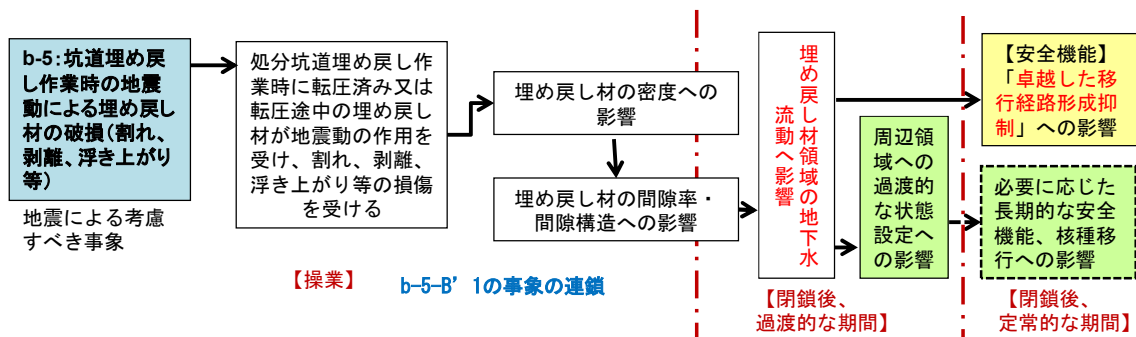 b-5：坑道埋め戻
し作業時の地震
動による埋め戻し
材の破損（割れ、
剥離、浮き上がり
等）
地震による考慮
すべき事象
処分坑道埋め戻し作
業時に転圧済み又は
転圧途中の埋め戻し
材が地震動の作用を
受け、割れ、剥離、
浮き上がり等の損傷
を受ける
埋め戻し材の密度への
影響
埋め戻し材の間隙率・
間隙構造への影響
【操業】
b-5-B’1の事象の連鎖
埋め戻し材領域の地下水
流動へ影響
周辺領
域への
過渡的
な状態
設定へ
の影響
【閉鎖後、
過渡的な期間】
【安全機能】
「卓越した移
行経路形成抑
制」への影響
必要に応じた
長期的な安全
機能、核種移
行への影響
【閉鎖後、
定常的な期間】